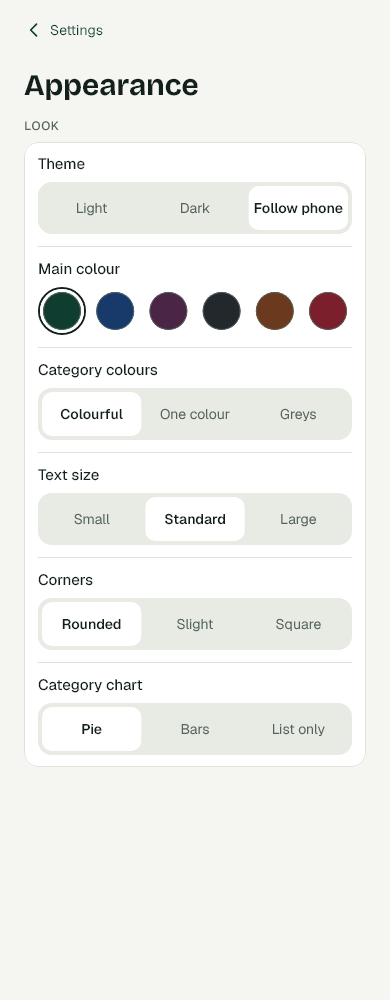 Settings
Appearance
LOOK
Theme
Light Dark Follow phone
Main colour
Category colours
Colourful One colour Greys
Text size
Small Standard Large
Corners
Rounded Slight Square
Category chart
Pie Bars List only